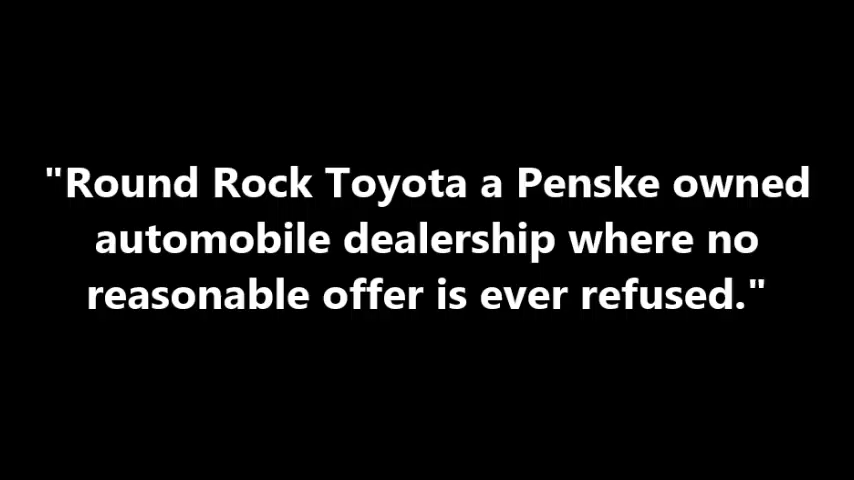 "Round Rock Toyota a Penske owned
automobile dealership where no
reasonable offer is ever refused."